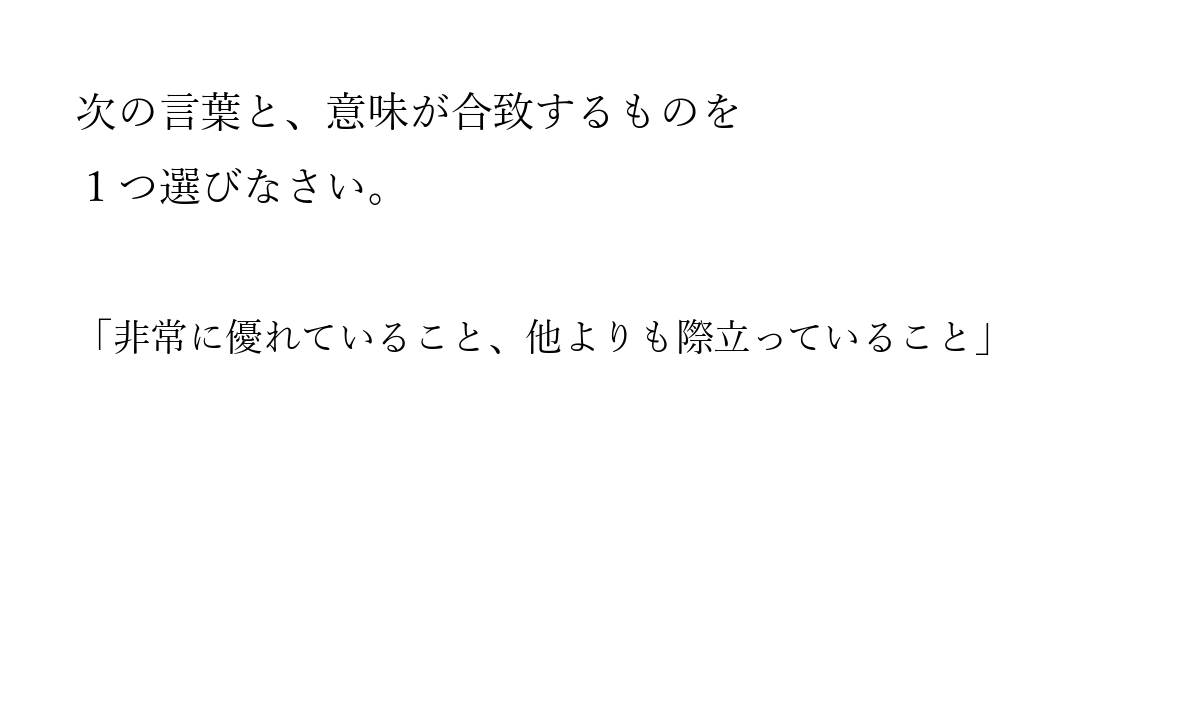 次の言葉と、意味が合致するものを
１つ選びなさい。
「非常に優れていること、他よりも際立っていること」